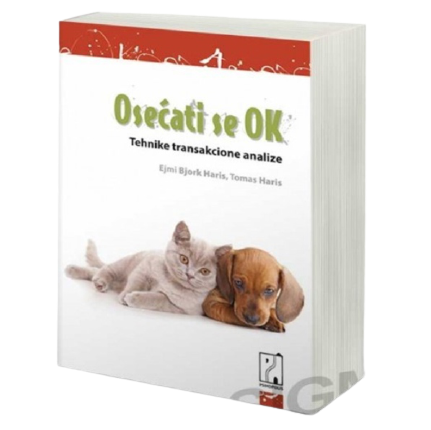 Osećati se OK
Tehnike transakcione analize
Ejmi Bjork Haris, Tomas Haris